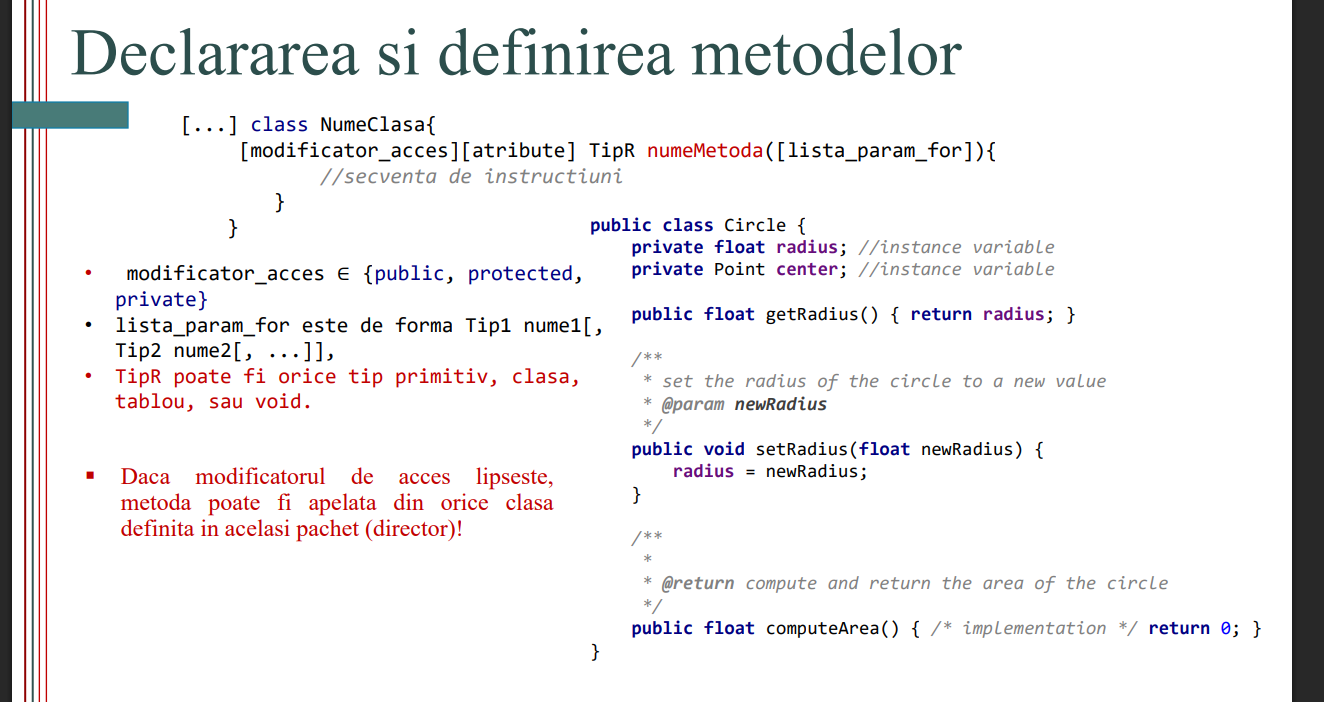 Declararea si definirea metodelor
[...] class NumeClasa{
[modificator_acces][atribute] TipR numeMetoda([lista_param_for]){
//secventa de instructiuni
}
}
• modificator_acces ∈ {public, protected,
private}
• lista_param_for este de forma Tip1 nume1[,
Tip2 nume2[, ...]],
• TipR poate fi orice tip primitiv, clasa,
tablou, sau void.
▪ Daca modificatorul de acces lipseste,
metoda poate fi apelata din orice clasa
definita in acelasi pachet (director)!
public class Circle {
private float radius; //instance variable
private Point center; //instance variable
public float getRadius() { return radius; }
/**
* set the radius of the circle to a new value
* @param newRadius
*/
public void setRadius(float newRadius) {
radius = newRadius;
}
/**
*
* @return compute and return the area of the circle
*/
public float computeArea() { /* implementation */ return 0; }
}